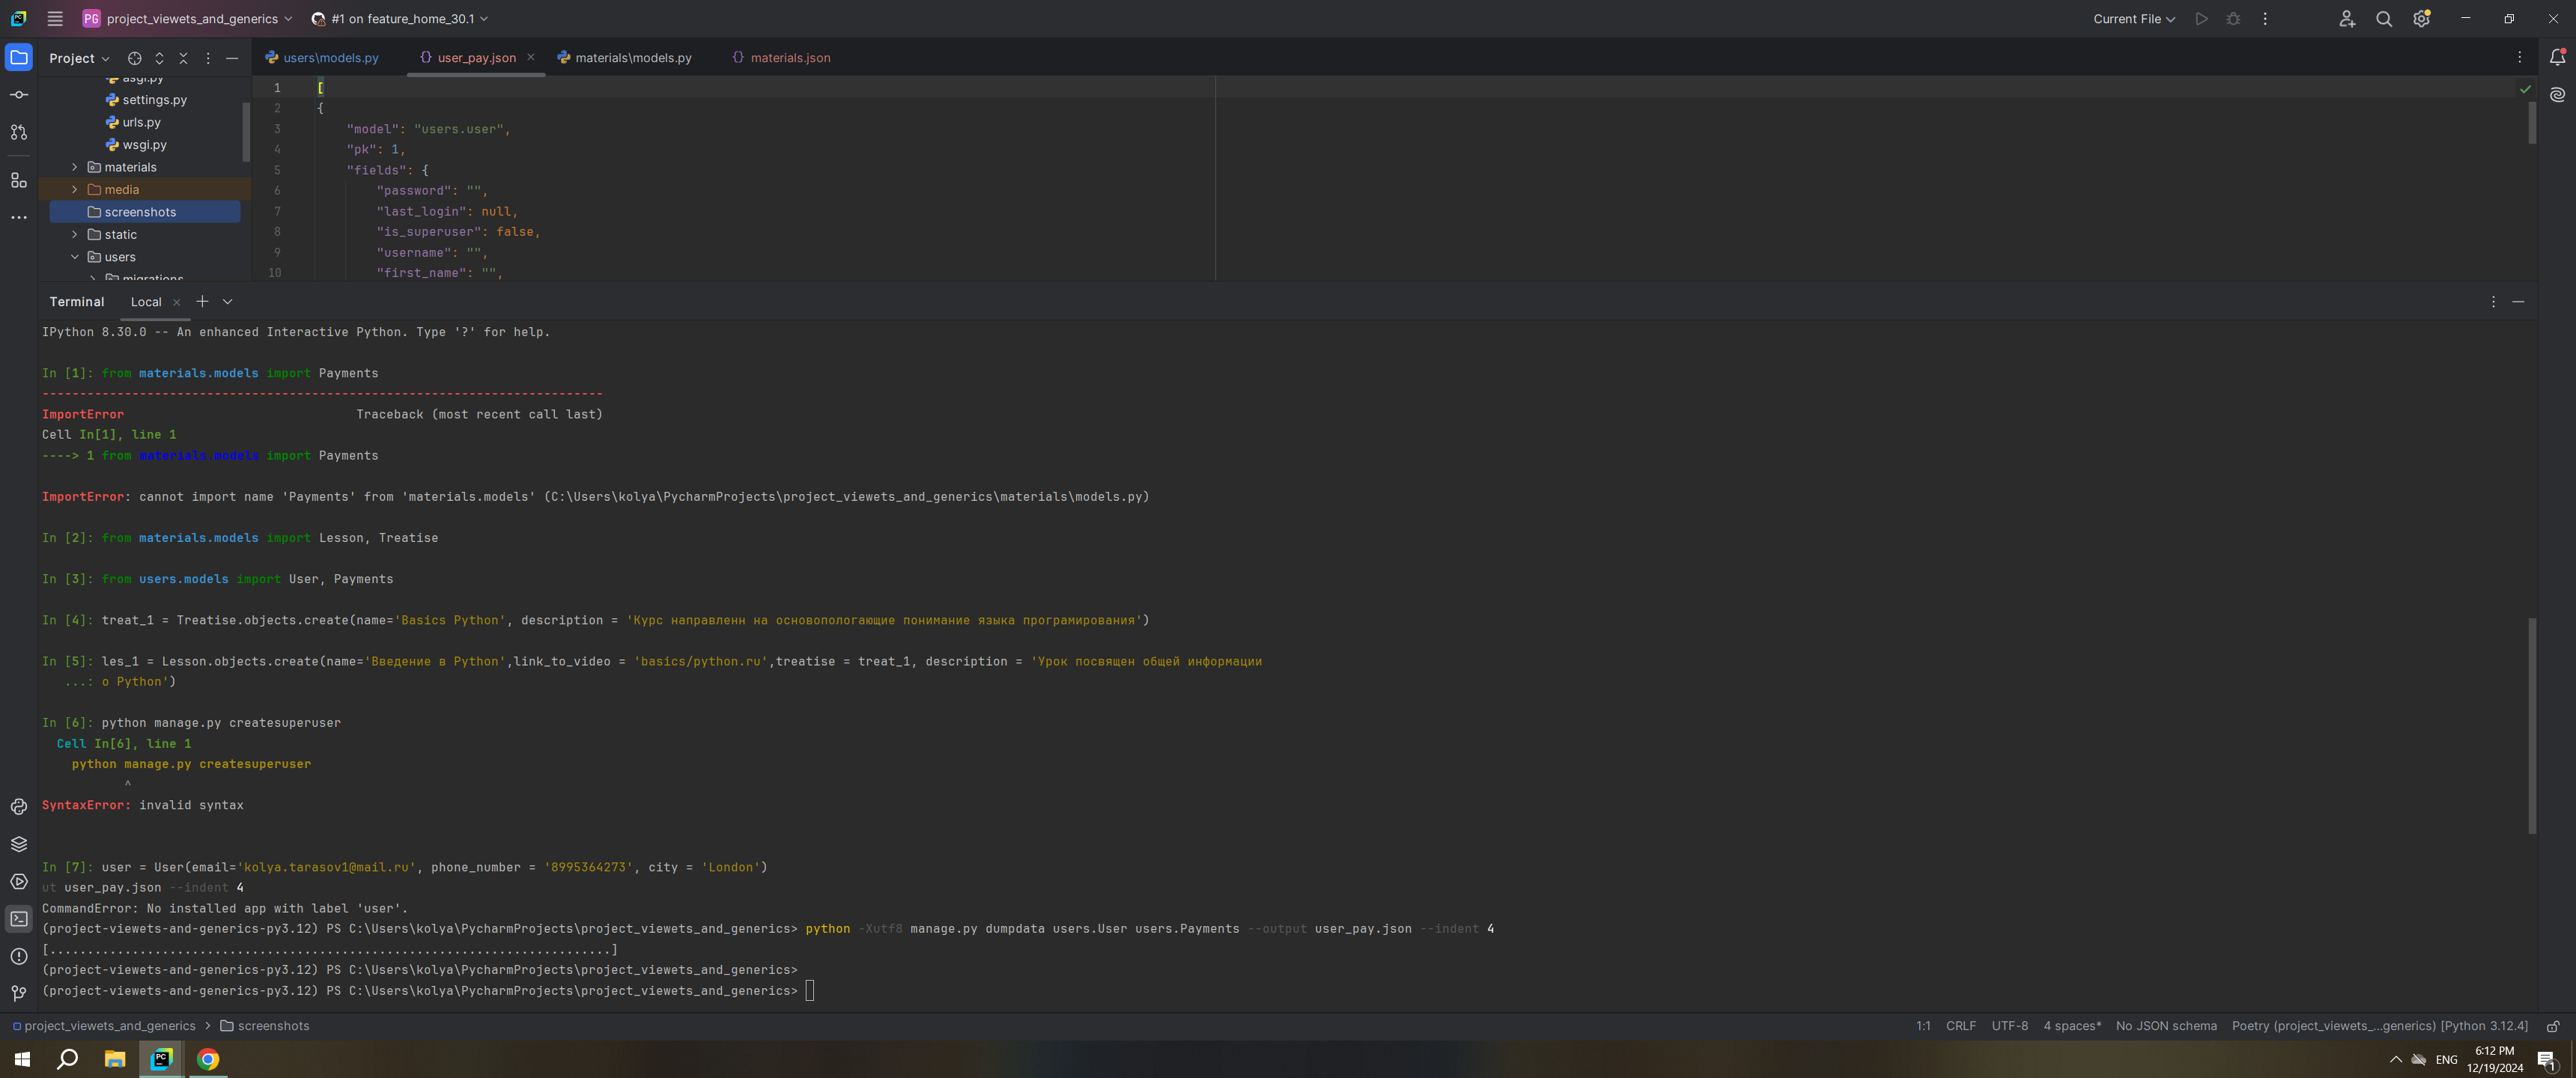 PG project_viewets_and_generics #1 on feature_home_30.1 Current File
Project
users\models.py user_pay.json materials\models.py materials.json
asgi.py
settings.py
urls.py
wsgi.py
materials
media
screenshots
static
users
migrations
1 [
2 {
3 "model": "users.user",
4 "pk": 1,
5 "fields": {
6 "password": "",
7 "last_login": null,
8 "is_superuser": false,
9 "username": "",
10 "first_name": "",
Terminal Local
IPython 8.30.0 -- An enhanced Interactive Python. Type '?' for help.
In [1]: from materials.models import Payments
---------------------------------------------------------------------------
ImportError Traceback (most recent call last)
Cell In[1], line 1
----> 1 from materials.models import Payments
ImportError: cannot import name 'Payments' from 'materials.models' (C:\Users\kolya\PycharmProjects\project_viewets_and_generics\materials\models.py)
In [2]: from materials.models import Lesson, Treatise
In [3]: from users.models import User, Payments
In [4]: treat_1 = Treatise.objects.create(name='Basics Python', description = 'Курс направленн на основопологающие понимание языка програмирования')
In [5]: les_1 = Lesson.objects.create(name='Введение в Python',link_to_video = 'basics/python.ru',treatise = treat_1, description = 'Урок посвящен общей информации
...: о Python')
In [6]: python manage.py createsuperuser
Cell In[6], line 1
python manage.py createsuperuser
^
SyntaxError: invalid syntax
In [7]: user = User(email='kolya.tarasov1@mail.ru', phone_number = '8995364273', city = 'London')
ut user_pay.json --indent 4
CommandError: No installed app with label 'user'.
(project-viewets-and-generics-py3.12) PS C:\Users\kolya\PycharmProjects\project_viewets_and_generics> python -Xutf8 manage.py dumpdata users.User users.Payments --output user_pay.json --indent 4
[...........................................................................]
(project-viewets-and-generics-py3.12) PS C:\Users\kolya\PycharmProjects\project_viewets_and_generics>
(project-viewets-and-generics-py3.12) PS C:\Users\kolya\PycharmProjects\project_viewets_and_generics>
project_viewets_and_generics > screenshots 1:1 CRLF UTF-8 4 spaces* No JSON schema Poetry (project_viewets_...generics) [Python 3.12.4]
ENG 6:12 PM
12/19/2024
1